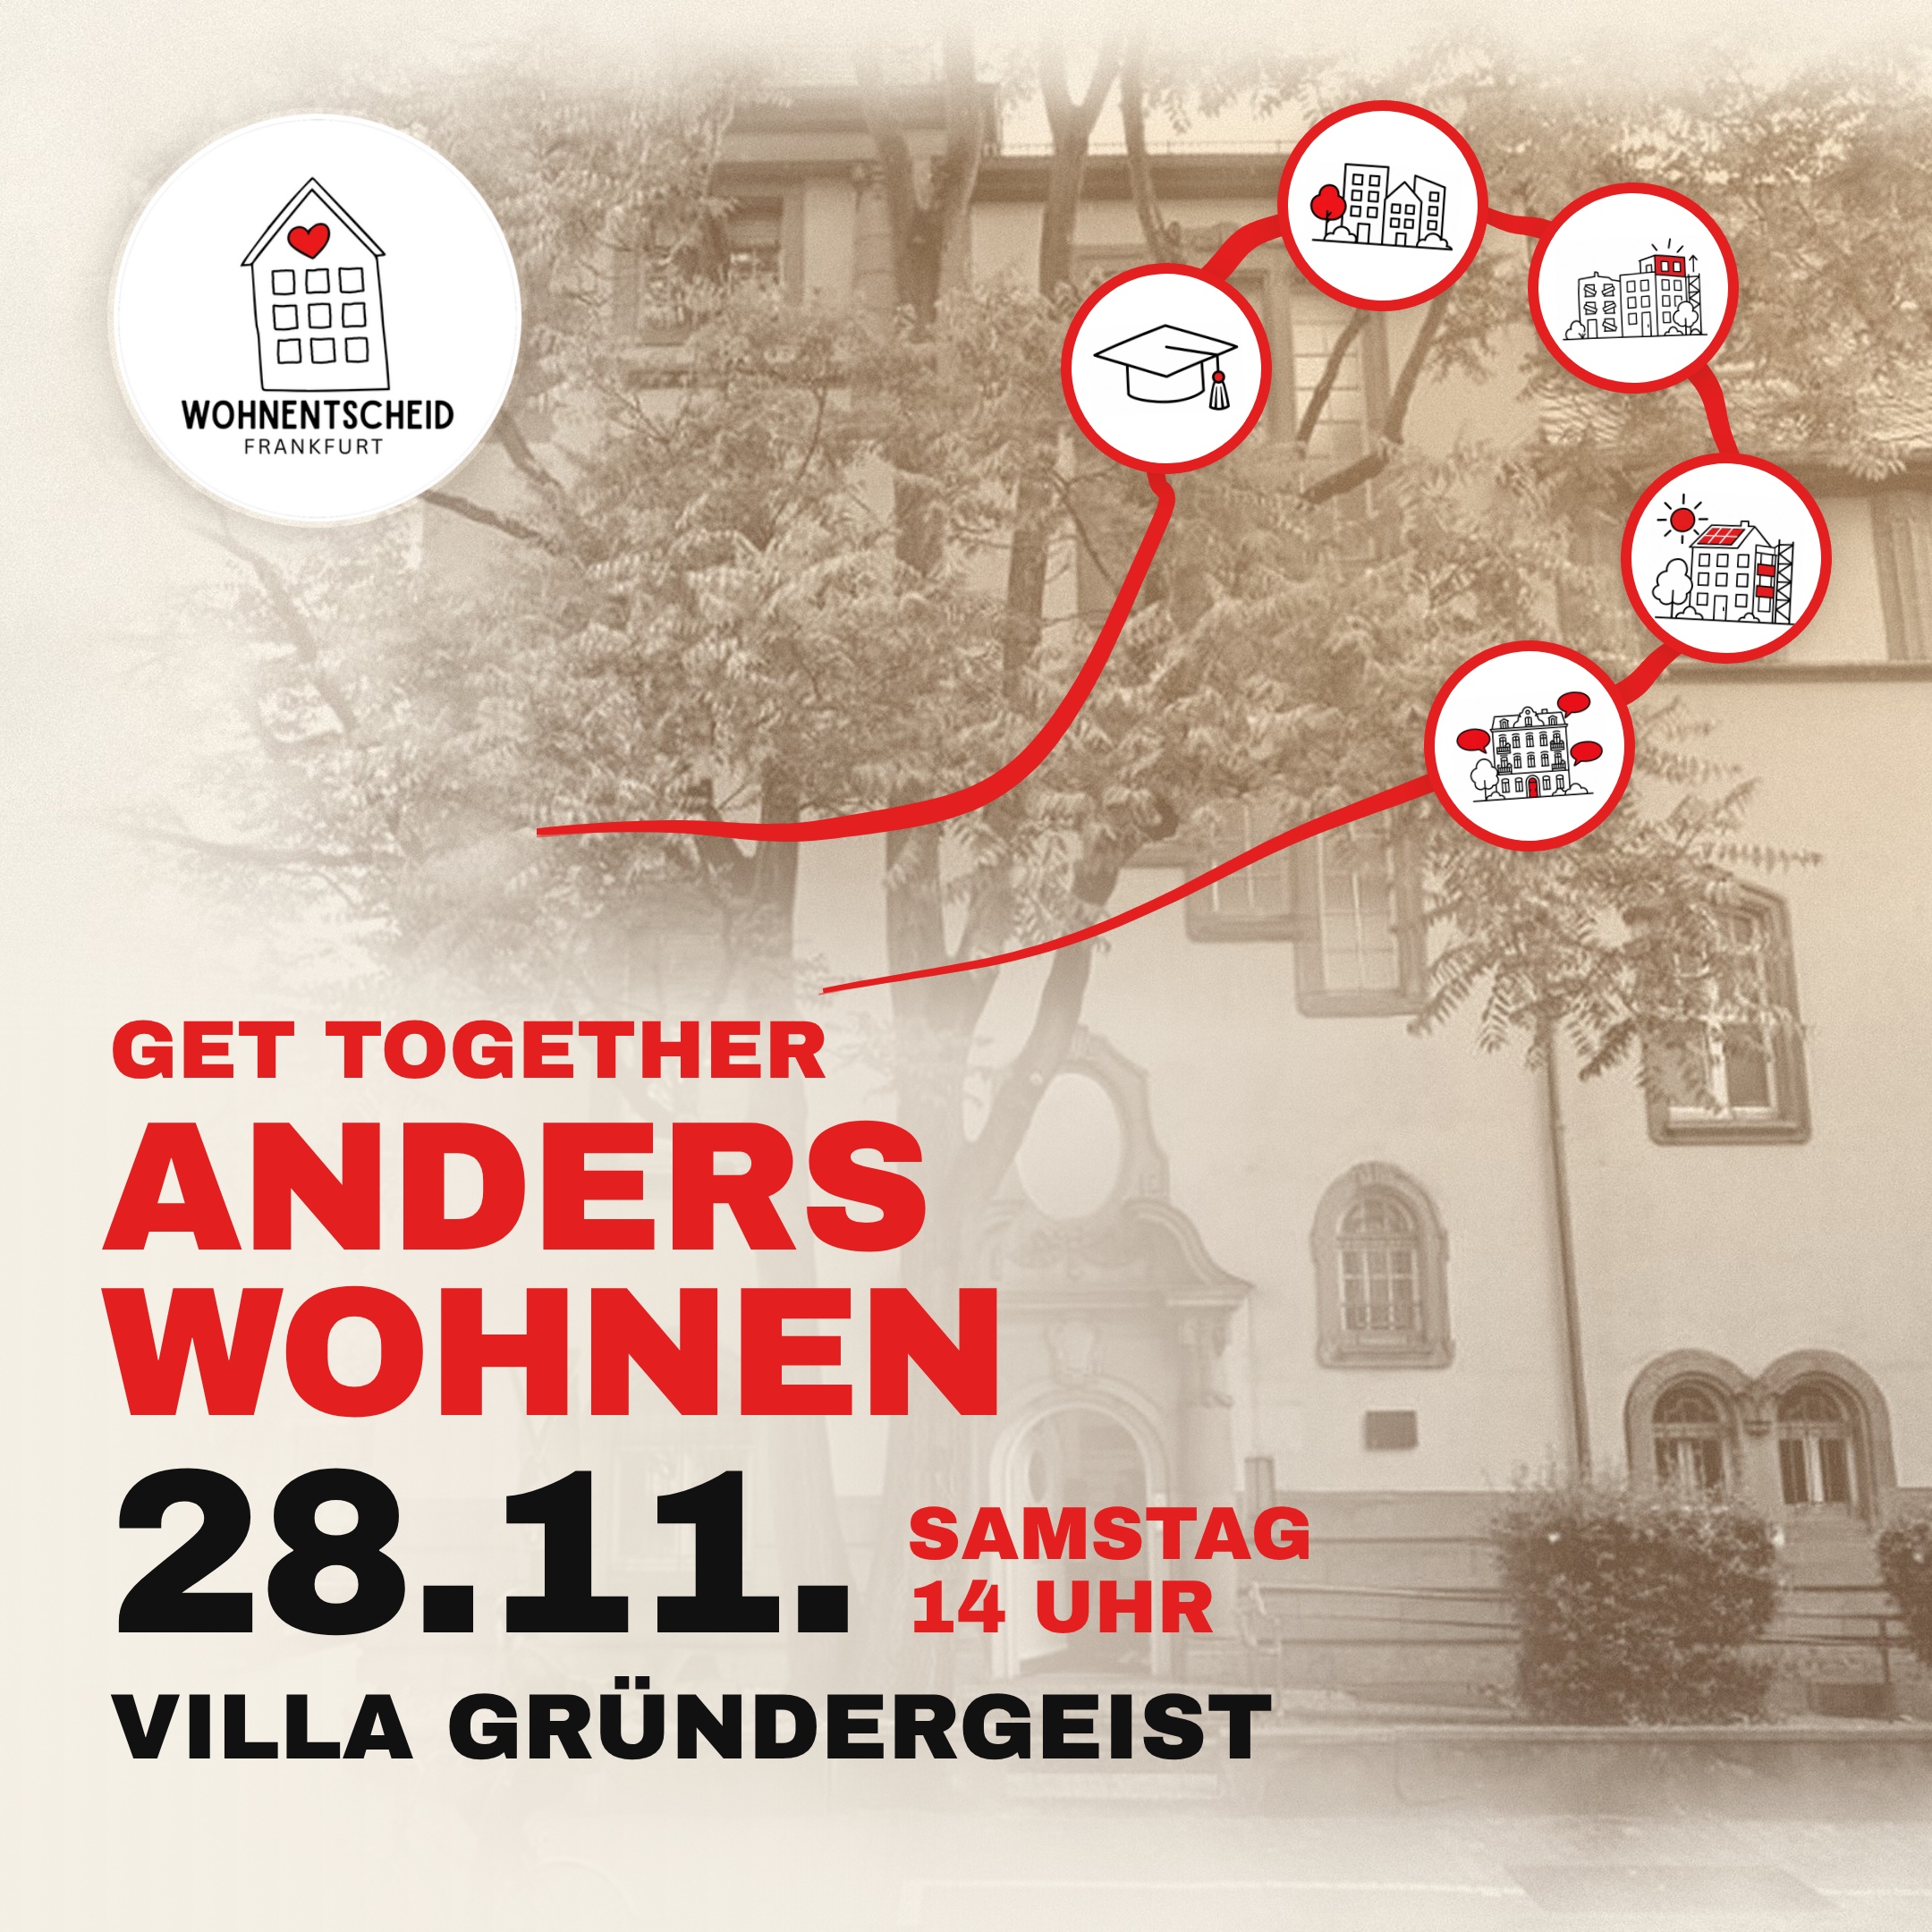 WOHNENTSCHEID
FRANKFURT
GET TOGETHER
ANDERS
WOHNEN
28.11.
SAMSTAG
14 UHR
VILLA GRÜNDERGEIST